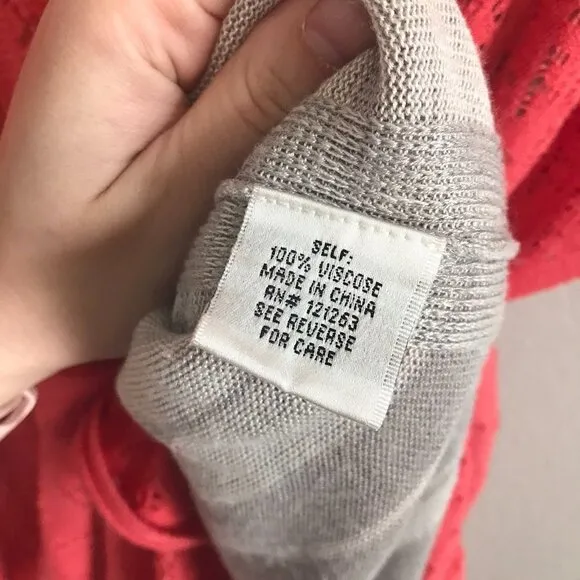 SELF:
100% VISCOSE
MADE IN CHINA
RN# 121263
SEE REVERSE
FOR CARE